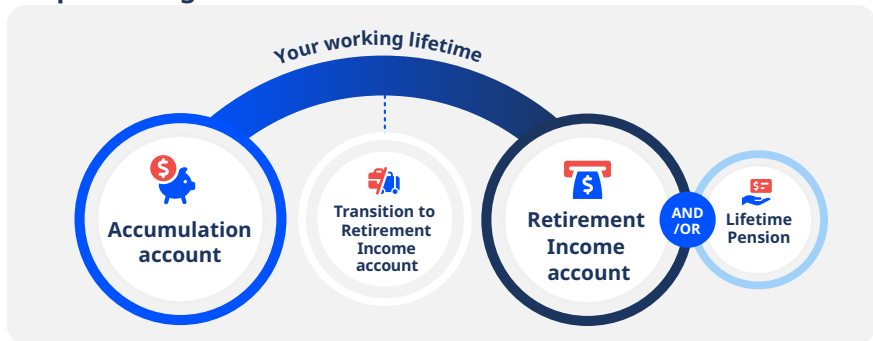 Your working lifetime
$
Accumulation
account
Transition to
Retirement
Income
account
$
Retirement
Income
account
AND
/OR
$
Lifetime
Pension